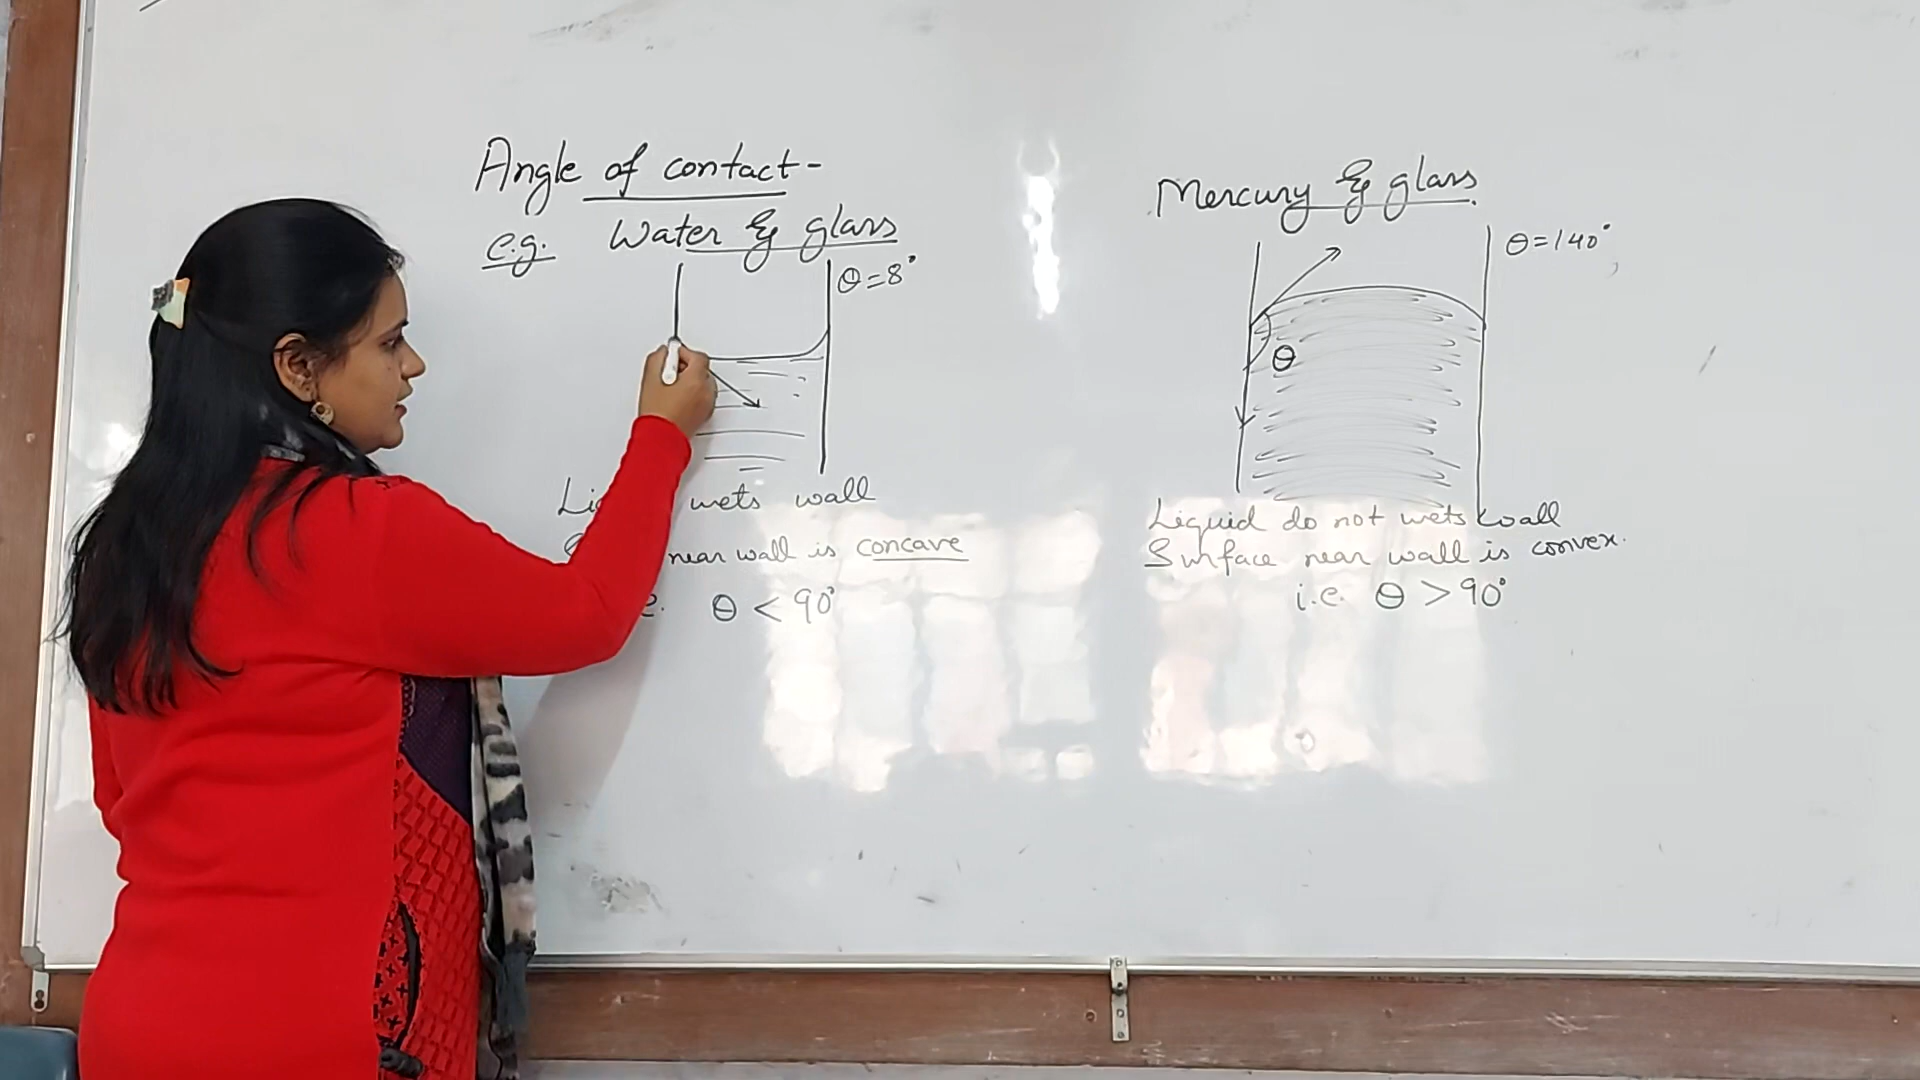 Angle of contact-
e.g. Water & glass
θ=8°
wets wall
near wall is concave
θ < 90°
Mercury & glass
θ=140°
θ
Liquid do not wets wall
Surface near wall is convex.
i.e. θ > 90°